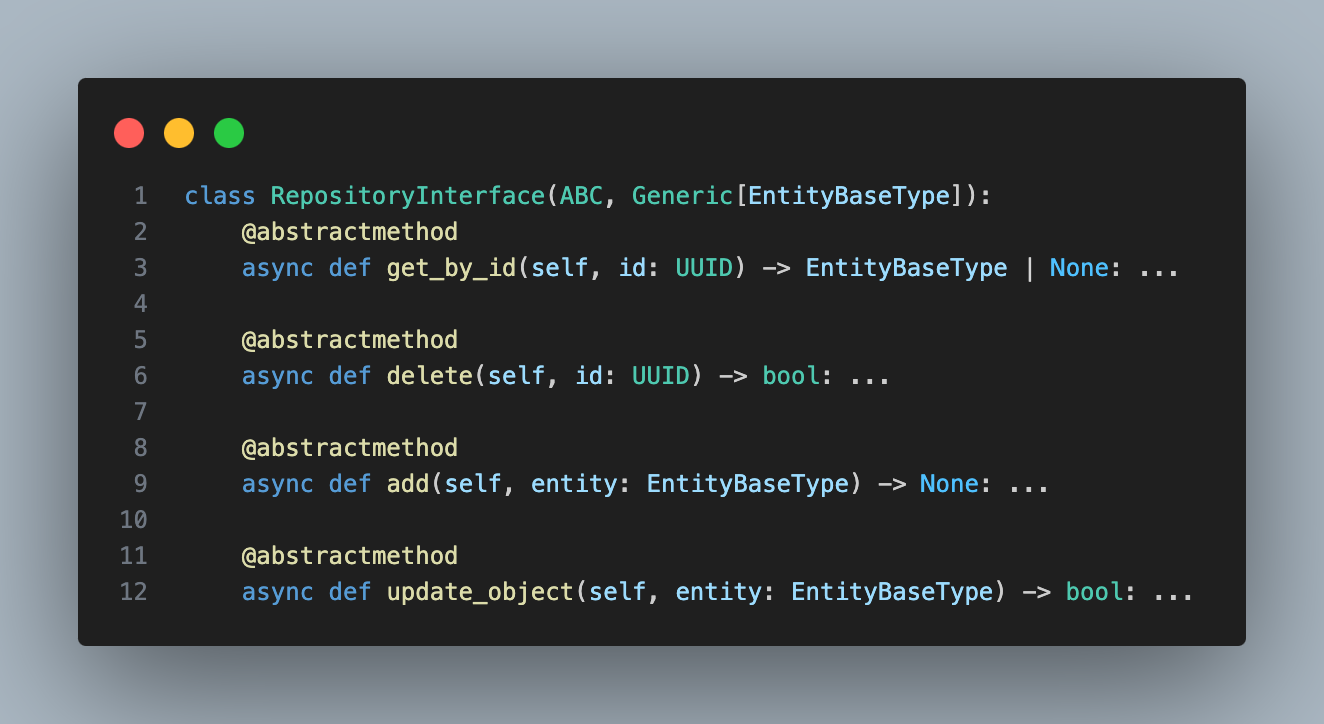 1 class RepositoryInterface(ABC, Generic[EntityBaseType]):
2     @abstractmethod
3     async def get_by_id(self, id: UUID) -> EntityBaseType | None: ...
4
5     @abstractmethod
6     async def delete(self, id: UUID) -> bool: ...
7
8     @abstractmethod
9     async def add(self, entity: EntityBaseType) -> None: ...
10
11     @abstractmethod
12     async def update_object(self, entity: EntityBaseType) -> bool: ...